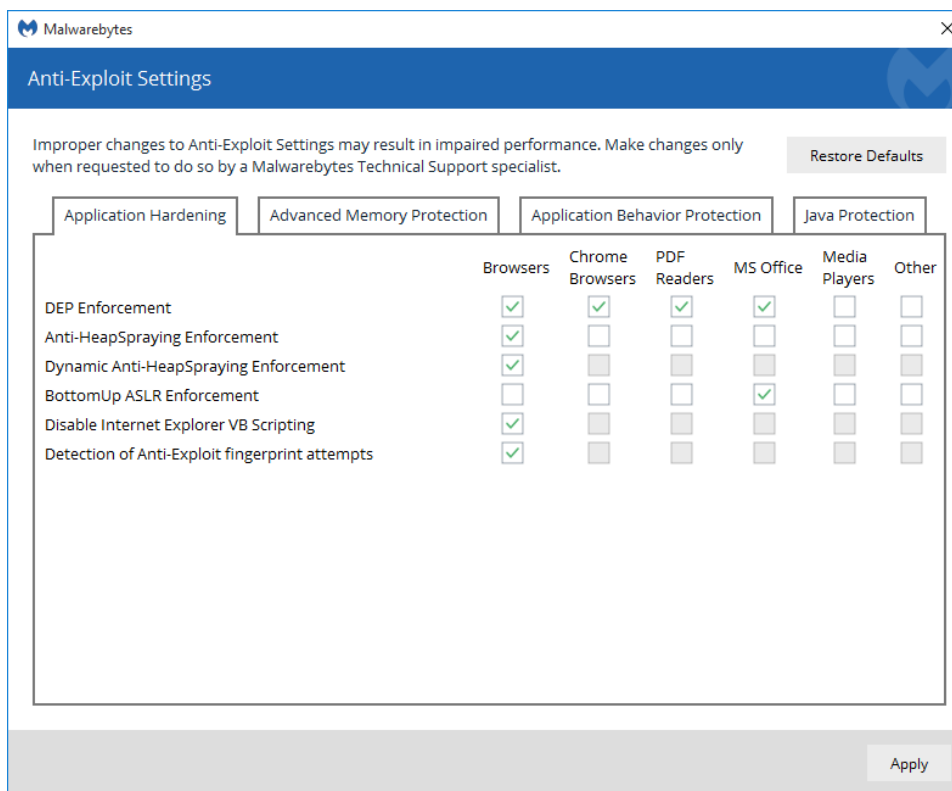 Malwarebytes
Anti-Exploit Settings
Improper changes to Anti-Exploit Settings may result in impaired performance. Make changes only
when requested to do so by a Malwarebytes Technical Support specialist.
Restore Defaults
Application Hardening
Advanced Memory Protection
Application Behavior Protection
Java Protection
Browsers
Chrome
Browsers
PDF
Readers
MS Office
Media
Players
Other
DEP Enforcement
Anti-HeapSpraying Enforcement
Dynamic Anti-HeapSpraying Enforcement
BottomUp ASLR Enforcement
Disable Internet Explorer VB Scripting
Detection of Anti-Exploit fingerprint attempts
Apply